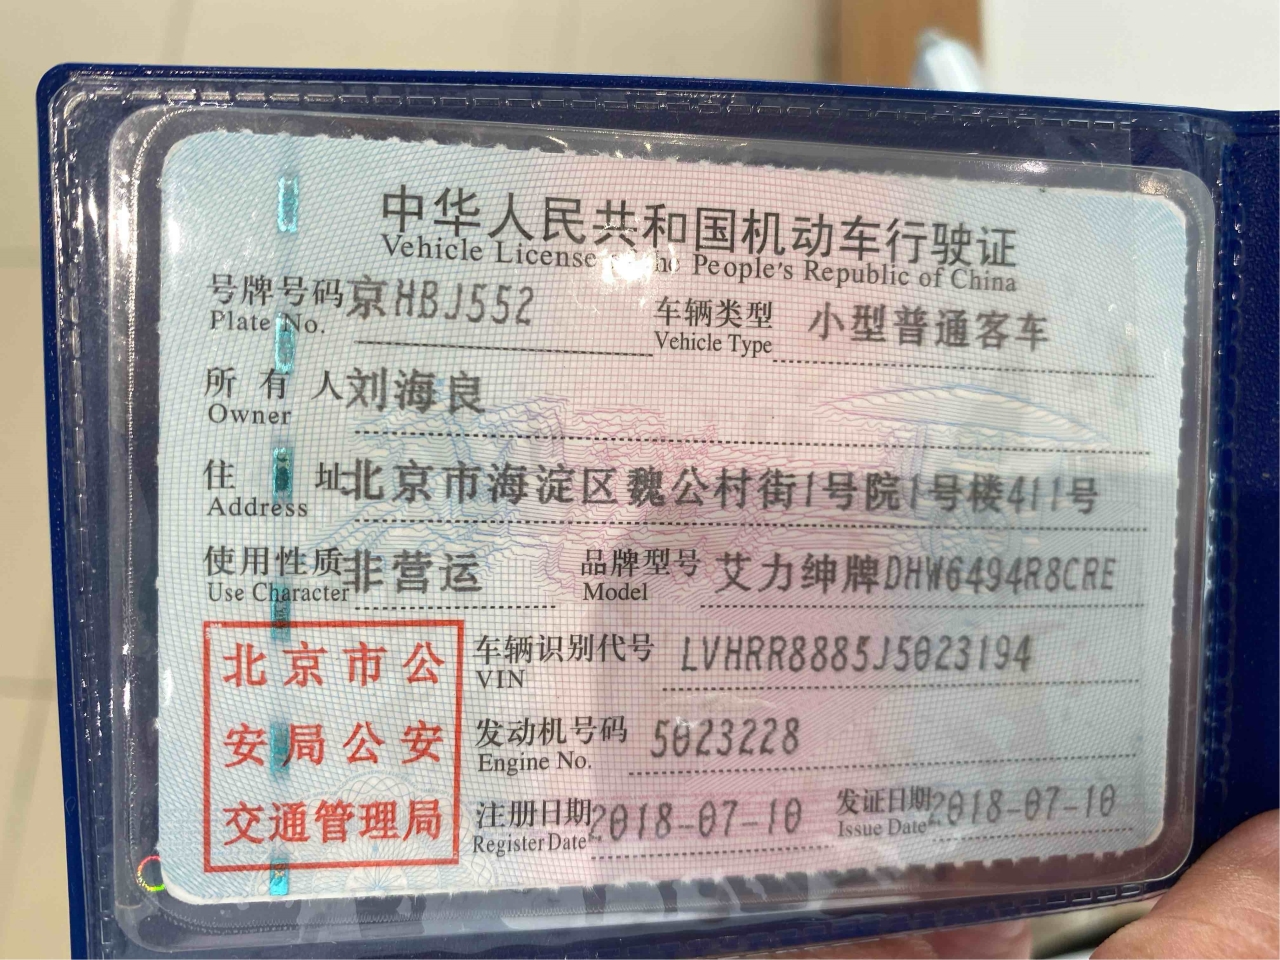 中华人民共和国机动车行驶证
Vehicle License of the People's Republic of China
号牌号码 京HBJ552 车辆类型 小型普通客车
Plate No. Vehicle Type
所有人 刘海良
Owner
住址 北京市海淀区魏公村街1号院1号楼411号
Address
使用性质 非营运 品牌型号 艾力绅牌DHW6494R8CRE
Use Character Model
北京市公
安局公安
交通管理局
车辆识别代号 LVHRR8885J5023194
VIN
发动机号码 5023228
Engine No.
注册日期 2018-07-10 发证日期 2018-07-10
Register Date Issue Date